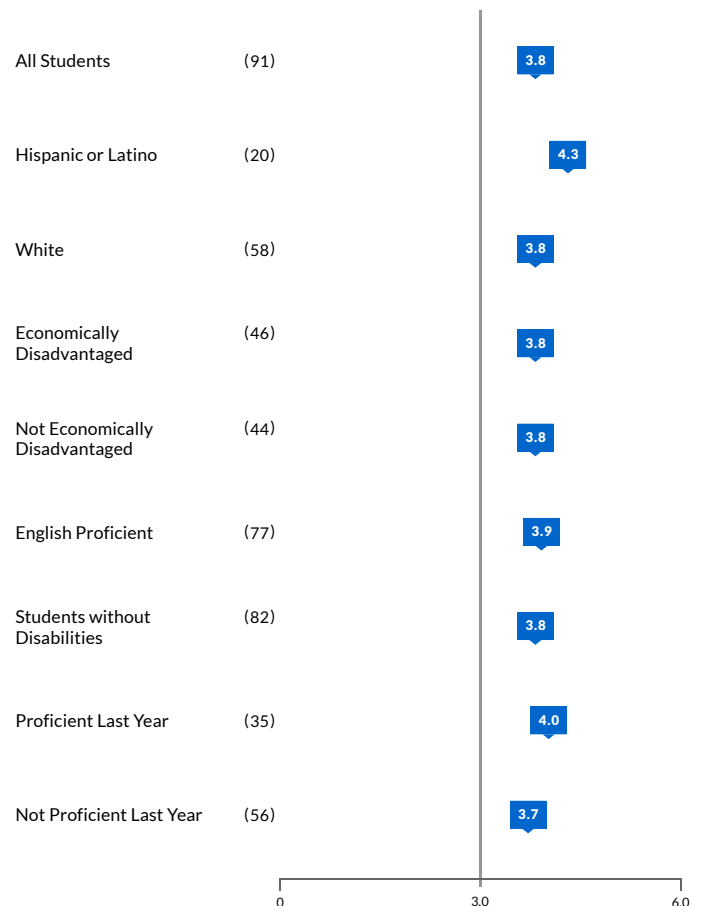 All Students (91) 3.8
Hispanic or Latino (20) 4.3
White (58) 3.8
Economically (46) 3.8
Disadvantaged
Not Economically (44) 3.8
Disadvantaged
English Proficient (77) 3.9
Students without (82) 3.8
Disabilities
Proficient Last Year (35) 4.0
Not Proficient Last Year (56) 3.7
0 3.0 6.0